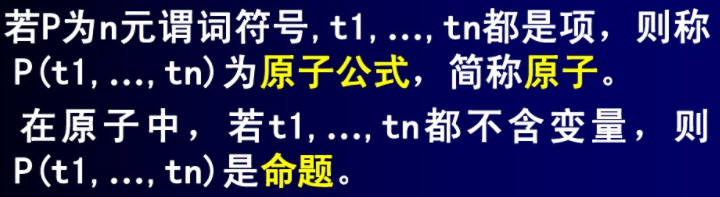 若P为n元谓词符号,t1,…,tn都是项，则称
P(t1,…,tn)为原子公式，简称原子。
在原子中，若t1,…,tn都不含变量，则
P(t1,…,tn)是命题。